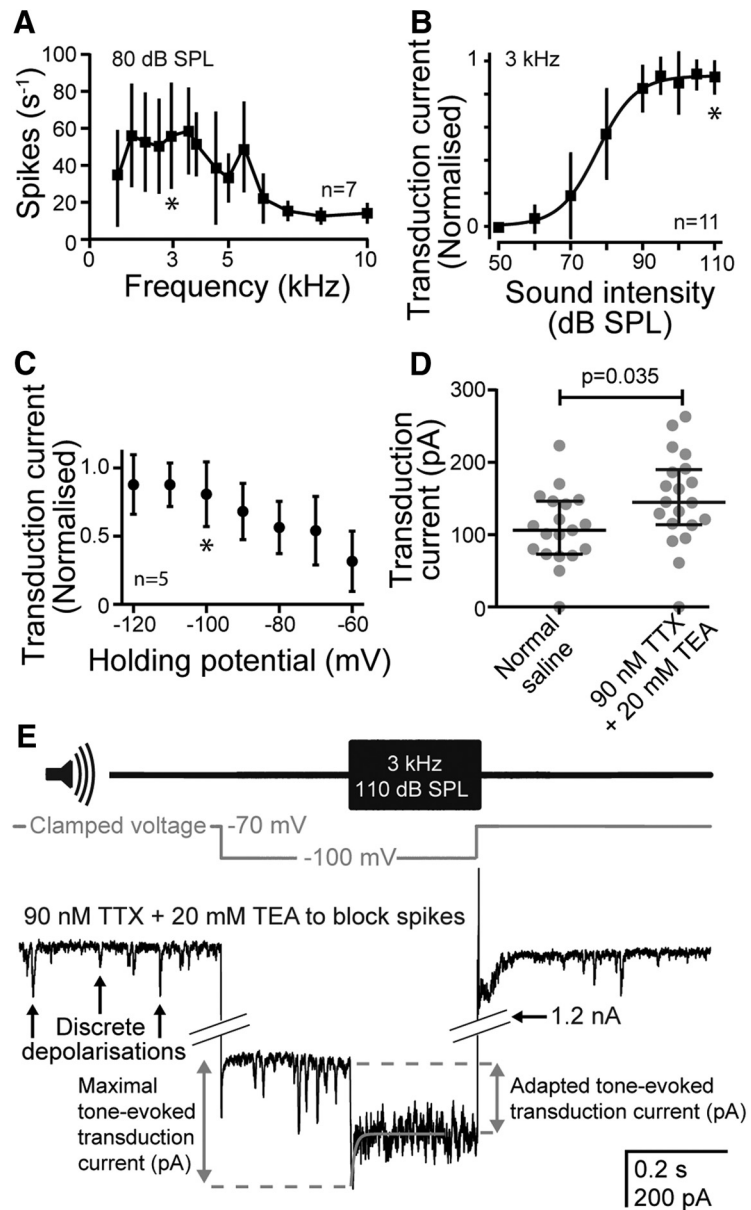 A
80 dB SPL
Spikes (s⁻¹)
100
80
60
40
20
0
*
n=7
0
3
5
10
Frequency (kHz)
B
3 kHz
Transduction current
(Normalised)
1
0
*
n=11
50
70
90
110
Sound intensity
(dB SPL)
C
Transduction current
(Normalised)
1.0
0.5
0
*
n=5
-120
-100
-80
-60
Holding potential (mV)
D
p=0.035
Transduction
current (pA)
300
200
100
0
Normal
saline
90 nM TTX
+ 20 mM TEA
E
3 kHz
110 dB SPL
Clamped voltage
-70 mV
-100 mV
90 nM TTX + 20 mM TEA to block spikes
Discrete
depolarisations
1.2 nA
Maximal
tone-evoked
transduction
current (pA)
Adapted tone-evoked
transduction current (pA)
0.2 s
200 pA